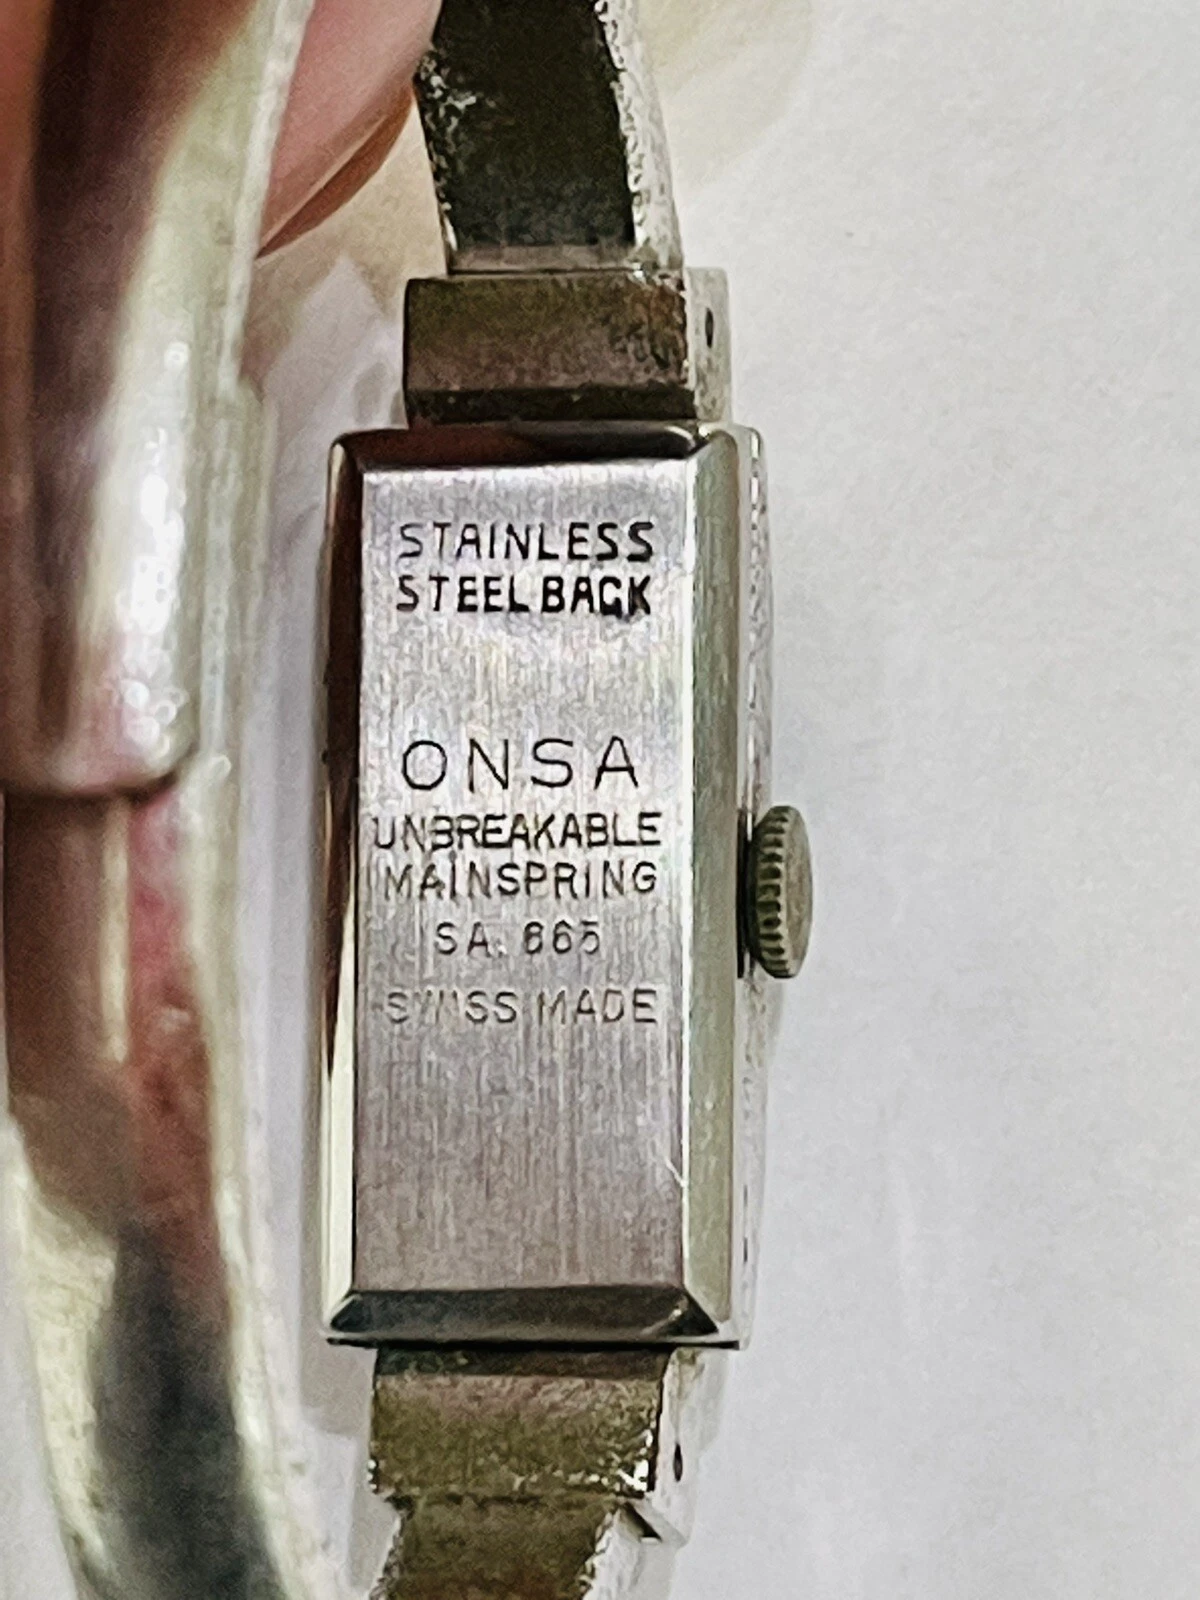 STAINLESS
STEEL BACK
ONSA
UNBREAKABLE
MAINSPRING
SA. 665
SWISS MADE